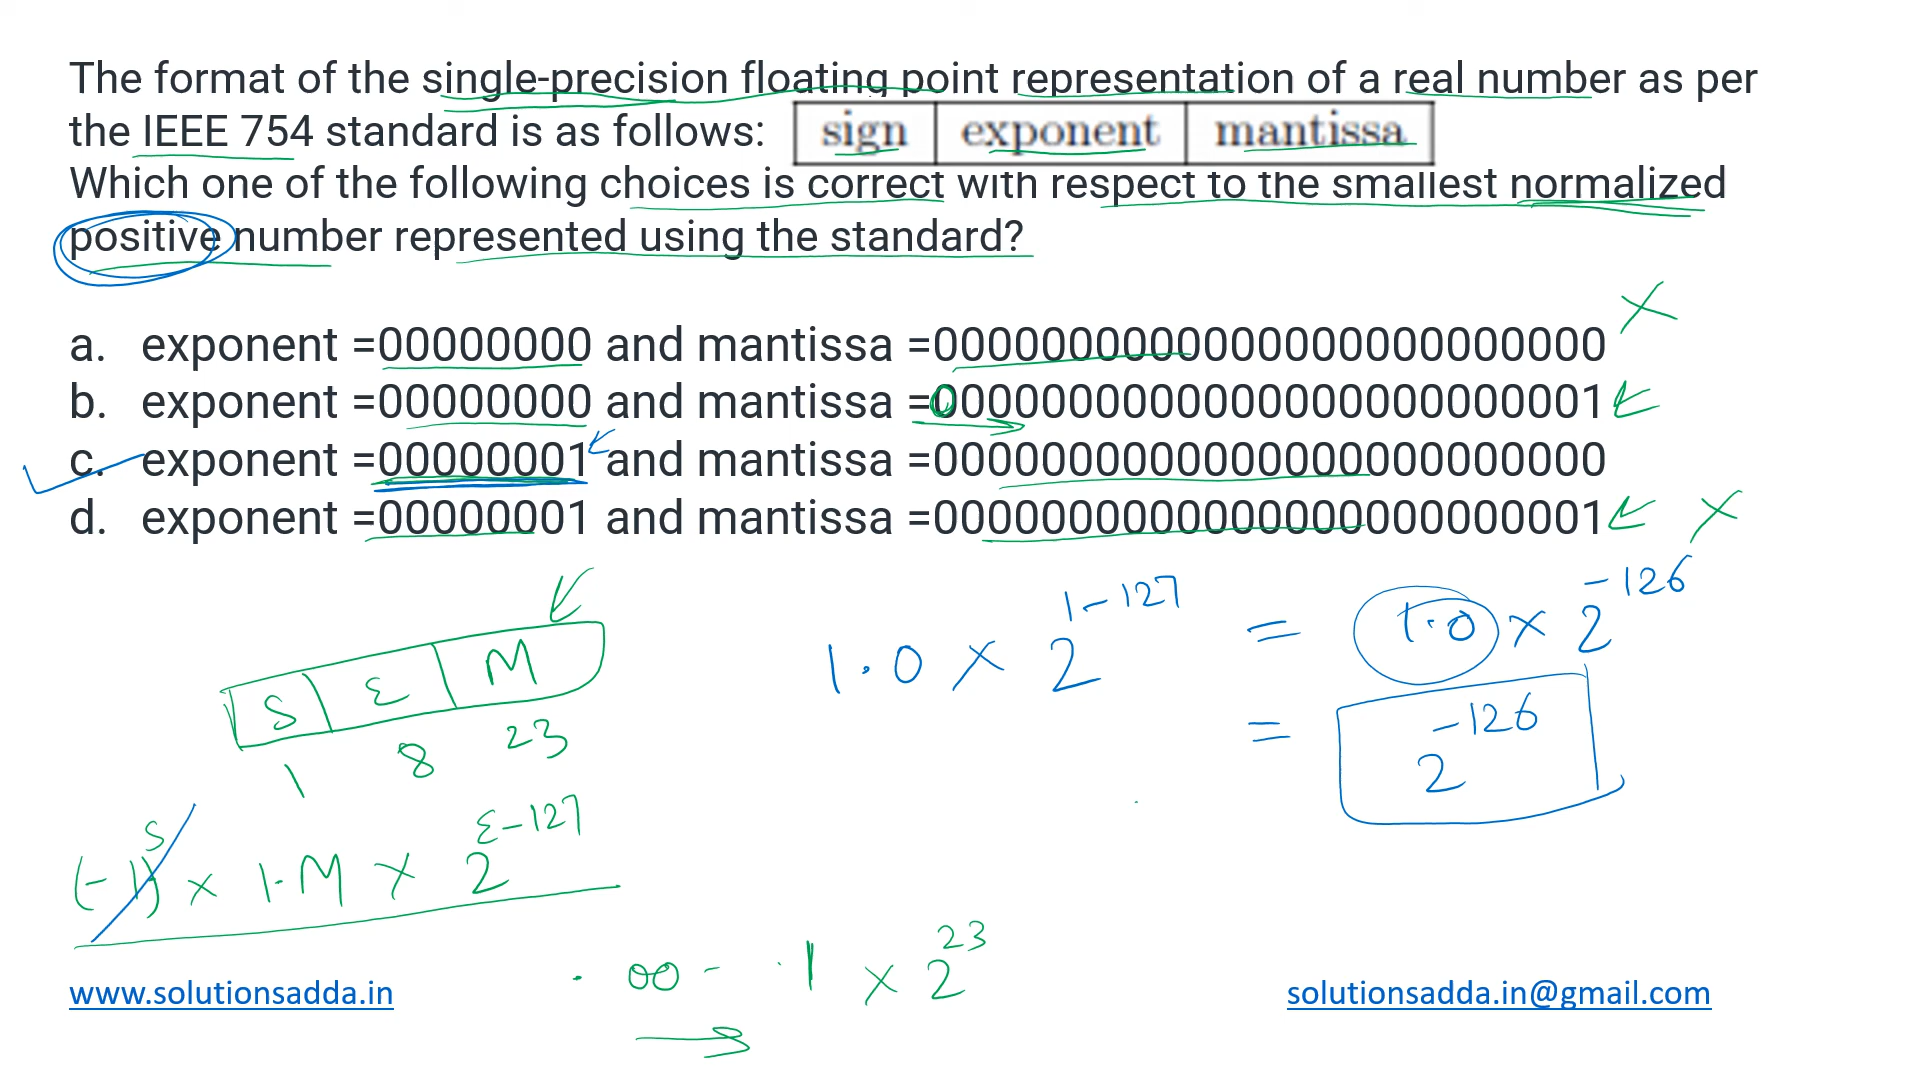 The format of the single-precision floating point representation of a real number as per
the IEEE 754 standard is as follows: sign exponent mantissa
Which one of the following choices is correct with respect to the smallest normalized
positive number represented using the standard?
a. exponent =00000000 and mantissa =0000000000000000000000000
b. exponent =00000000 and mantissa =0000000000000000000000001
c. exponent =00000001 and mantissa =0000000000000000000000000
d. exponent =00000001 and mantissa =0000000000000000000000001
S E M
1 8 23
(-1)^S × 1.M × 2^E-127
1.0 × 2^1-127 = 1.0 × 2^-126
= 2^-126
. 00 - .1 × 2^23
www.solutionsadda.in
solutionsadda.in@gmail.com